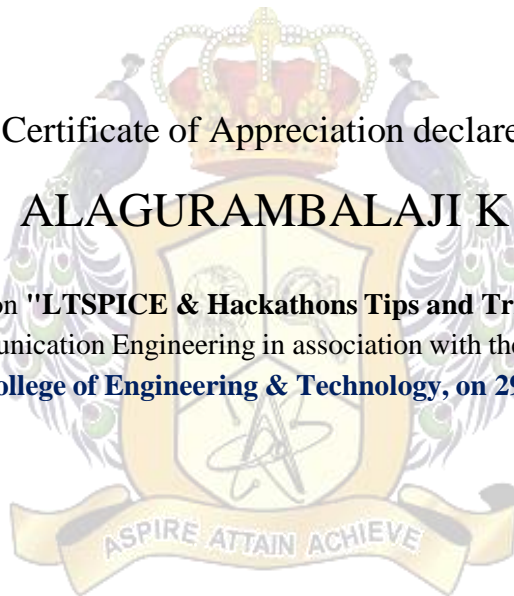 Certificate of Appreciation declare
ALAGURAMBALAJI K
on "LTSPICE & Hackathons Tips and Tr
unication Engineering in association with the
ollege of Engineering & Technology, on 29
ASPIRE ATTAIN ACHIEVE